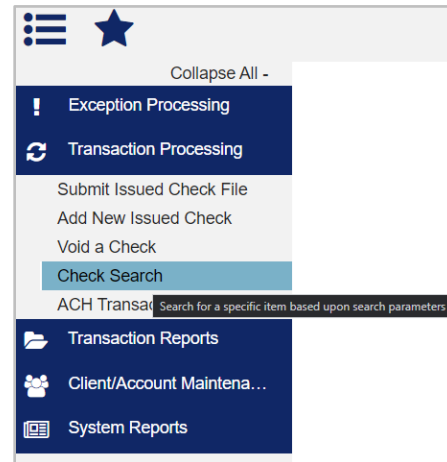 Collapse All -
Exception Processing
Transaction Processing
Submit Issued Check File
Add New Issued Check
Void a Check
Check Search
ACH
Search for a specific item based upon search parameters
Transaction Reports
Client/Account Maintena...
System Reports